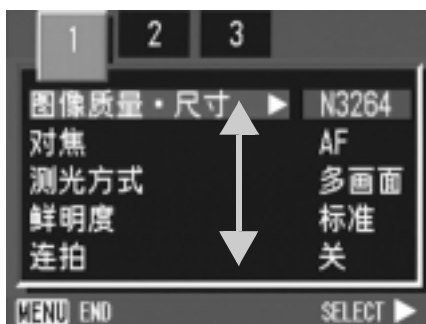 1 2 3
图像质量・尺寸 ▶ N3264
对焦 AF
测光方式 多画面
鲜明度 标准
连拍 关
MENU END SELECT ▶